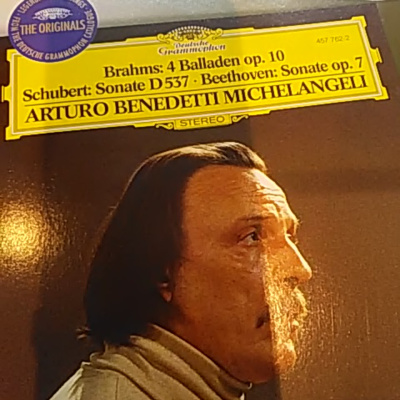 THE ORIGINALS
Deutsche
Grammophon
457 762-2
Brahms: 4 Balladen op. 10
Schubert: Sonate D 537 · Beethoven: Sonate op. 7
ARTURO BENEDETTI MICHELANGELI
STEREO